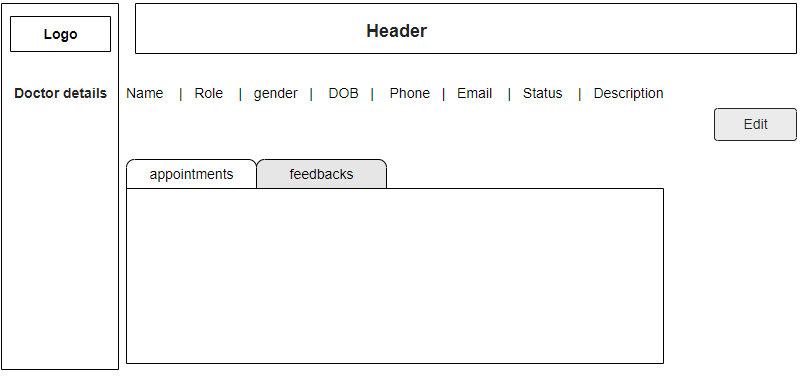 Logo
Header
Doctor details
Name | Role | gender | DOB | Phone | Email | Status | Description
Edit
appointments
feedbacks